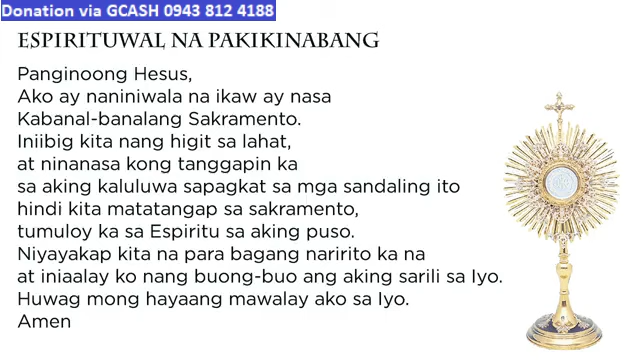 Donation via GCASH 0943 812 4188
ESPIRITUWAL NA PAKIKINABANG
Panginoong Hesus,
Ako ay naniniwala na ikaw ay nasa
Kabanal-banalang Sakramento.
Iniibig kita nang higit sa lahat,
at ninanasa kong tanggapin ka
sa aking kaluluwa sapagkat sa mga sandaling ito
hindi kita matatangap sa sakramento,
tumuloy ka sa Espiritu sa aking puso.
Niyayakap kita na para bagang naririto ka na
at iniaalay ko nang buong-buo ang aking sarili sa Iyo.
Huwag mong hayaang mawalay ako sa Iyo.
Amen